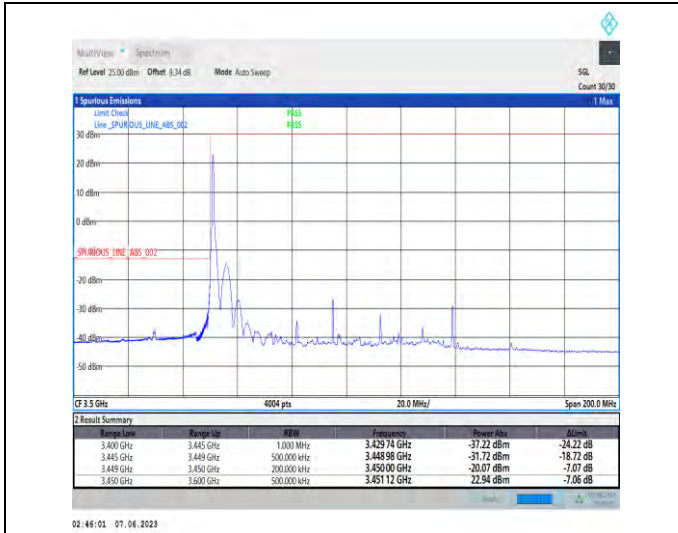 MultiView Spectrum
Ref Level 25.00 dBm Offset 9.34 dB Mode Auto Sweep SGL
Count 30/30
1 Spurious Emissions 1 Max
Limit Check PASS
Line _SPURIOUS_LINE_ABS_002 PASS
30 dBm
20 dBm
10 dBm
0 dBm
_SPURIOUS_LINE_ABS_002
-20 dBm
-30 dBm
-40 dBm
-50 dBm
CF 3.5 GHz 4004 pts 20.0 MHz/ Span 200.0 MHz
2 Result Summary
Range Low Range Up RBW Frequency Power Abs ΔLimit
3.400 GHz 3.445 GHz 1.000 MHz 3.429 74 GHz -37.22 dBm -24.22 dB
3.445 GHz 3.449 GHz 500.000 kHz 3.448 98 GHz -31.72 dBm -18.72 dB
3.449 GHz 3.450 GHz 200.000 kHz 3.450 00 GHz -20.07 dBm -7.07 dB
3.450 GHz 3.600 GHz 500.000 kHz 3.451 12 GHz 22.94 dBm -7.06 dB
02:46:01 07.06.2023